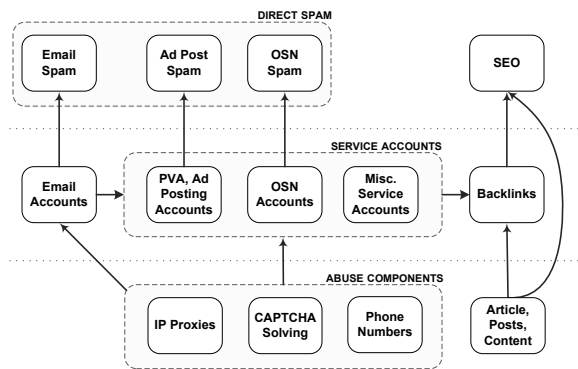 DIRECT SPAM
Email
Spam
Ad Post
Spam
OSN
Spam
SEO
SERVICE ACCOUNTS
Email
Accounts
PVA, Ad
Posting
Accounts
OSN
Accounts
Misc.
Service
Accounts
Backlinks
ABUSE COMPONENTS
IP Proxies
CAPTCHA
Solving
Phone
Numbers
Article,
Posts,
Content